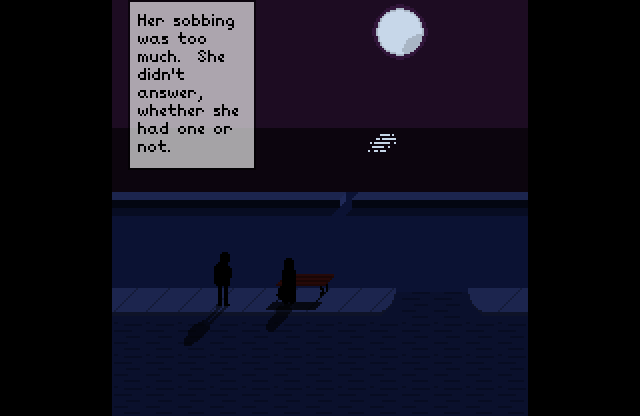 Her sobbing
was too
much.  She
didn't
answer,
whether she
had one or
not.